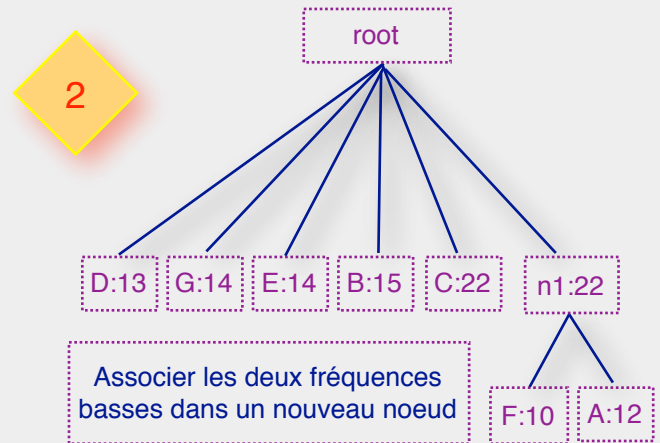 root
2
D:13
G:14
E:14
B:15
C:22
n1:22
Associer les deux fréquences
basses dans un nouveau noeud
F:10
A:12